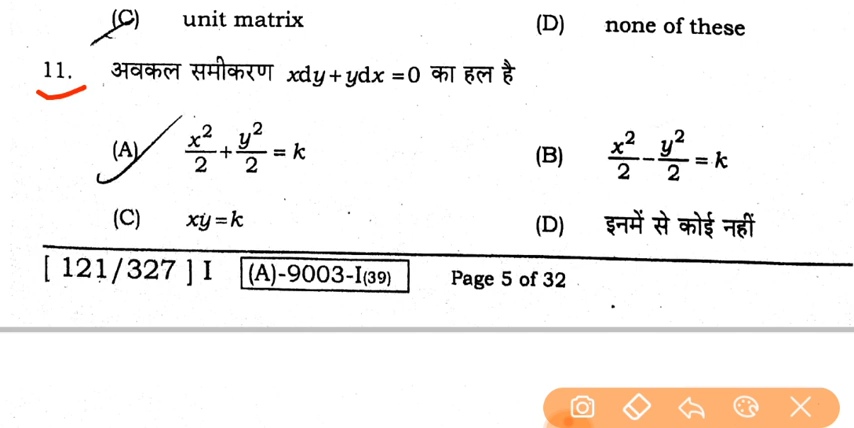 (C) unit matrix (D) none of these
11. अवकल समीकरण xdy+ydx =0 का हल है
(A) x²/2 + y²/2 = k (B) x²/2 − y²/2 = k
(C) xy=k (D) इनमें से कोई नहीं
[ 121/327 ] I (A)-9003-I(39) Page 5 of 32